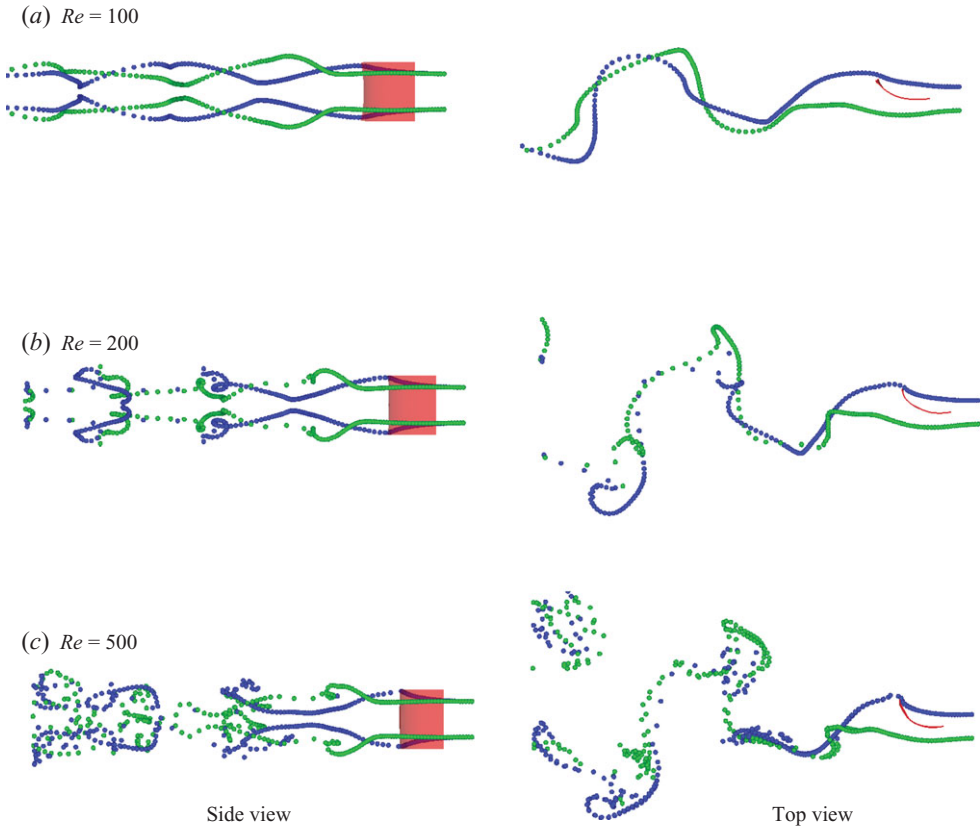 (a) Re = 100
(b) Re = 200
(c) Re = 500
Side view
Top view